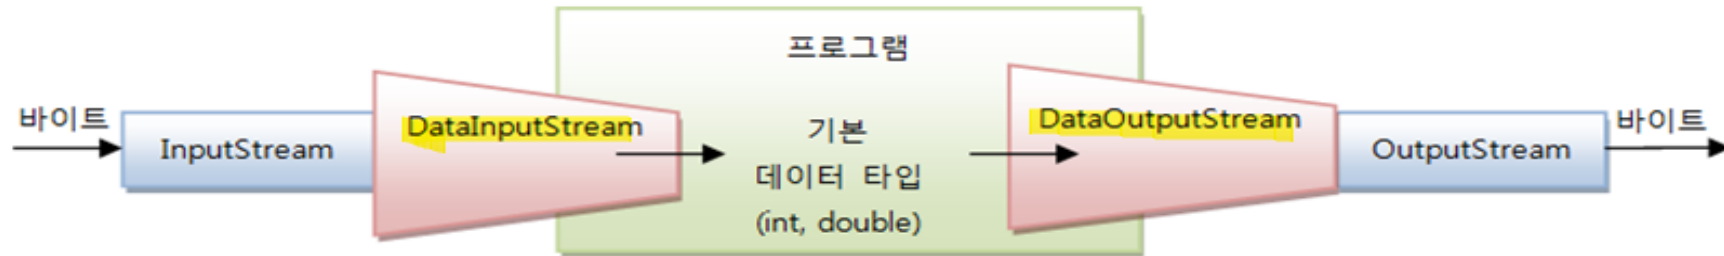 바이트
InputStream
DataInputStream
프로그램
기본
데이터 타입
(int, double)
DataOutputStream
OutputStream
바이트